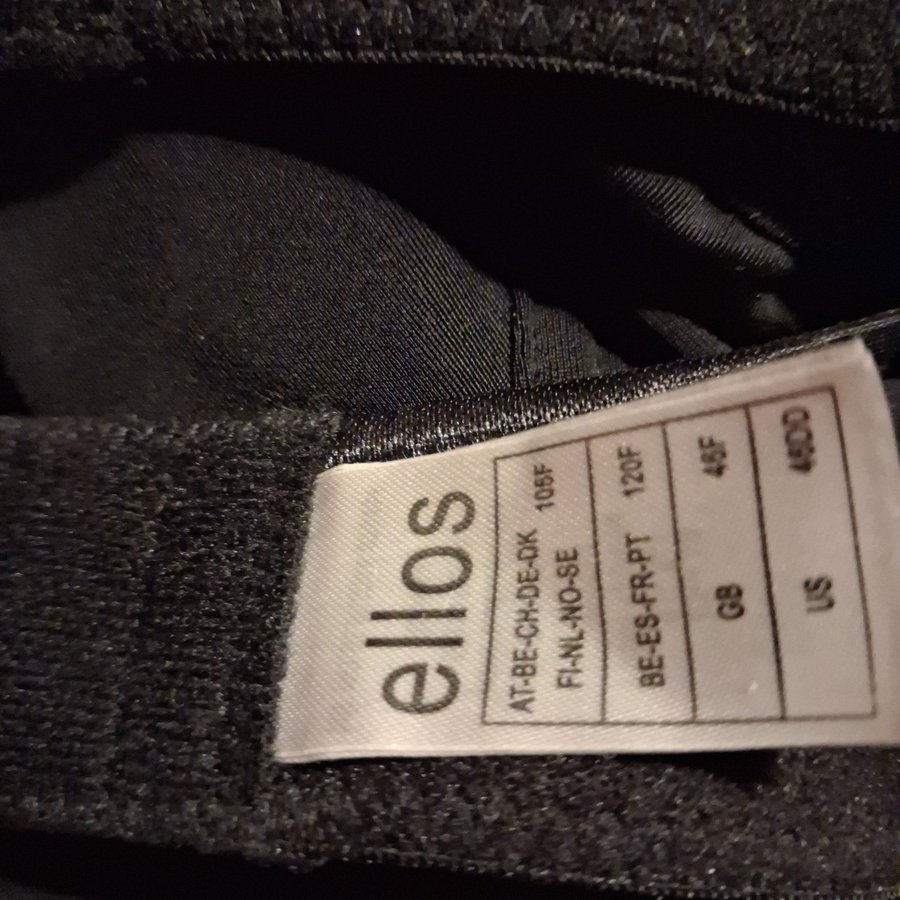 ellos
AT-BE-CH-DE-DK 105F
FI-NL-NO-SE
BE-ES-FR-PT 120F
GB 46F
US 46DD